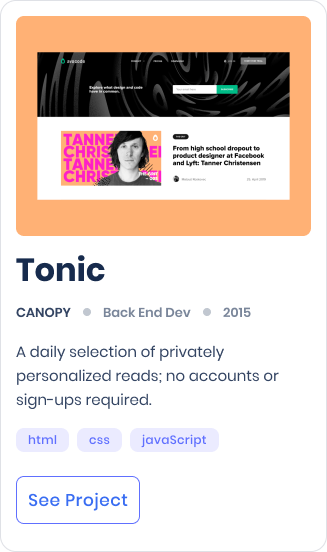 avocode
Explore what design and code
have in common.
TANNER
CHRIS
TANNER
CHRIS
From high school dropout to
product designer at Facebook
and Lyft: Tanner Christensen
Tonic
CANOPY Back End Dev 2015
A daily selection of privately
personalized reads; no accounts or
sign-ups required.
html css javaScript
See Project